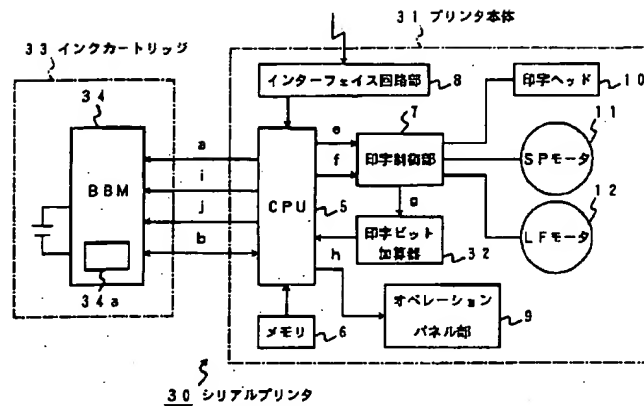 31 プリンタ本体
33 インクカートリッジ
インターフェイス回路部
8
印字ヘッド
10
34
BBM
34a
a
i
j
b
CPU
5
e
f
7
印字制御部
g
11
SPモータ
12
LFモータ
印字ビット
加算器
32
h
メモリ
6
オペレーション
パネル部
9
30 シリアルプリンタ